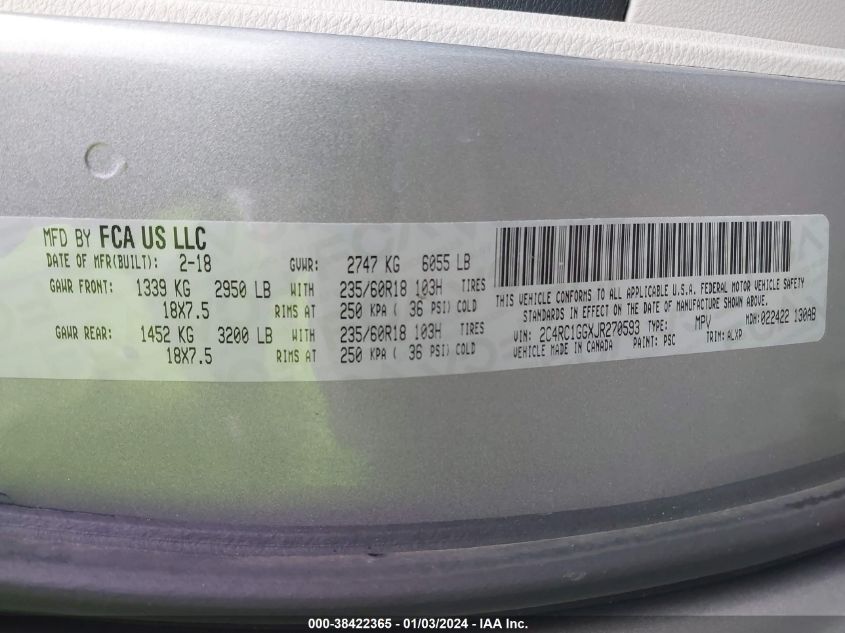 MFD BY FCA US LLC
DATE OF MFR(BUILT): 2-18 GVWR: 2747 KG 6055 LB
GAWR FRONT: 1339 KG 2950 LB WITH 235/60R18 103H TIRES
18X7.5 RIMS AT 250 KPA ( 36 PSI) COLD
GAWR REAR: 1452 KG 3200 LB WITH 235/60R18 103H TIRES
18X7.5 RIMS AT 250 KPA ( 36 PSI) COLD
THIS VEHICLE CONFORMS TO ALL APPLICABLE U.S.A. FEDERAL MOTOR VEHICLE SAFETY
STANDARDS IN EFFECT ON THE DATE OF MANUFACTURE SHOWN ABOVE.
VIN: 2C4RC1GGXJR270593 TYPE: MPV MDH: 022422 130AB
VEHICLE MADE IN CANADA PAINT: PSC TRIM: ALXP
000-38422365 - 01/03/2024 - IAA Inc.